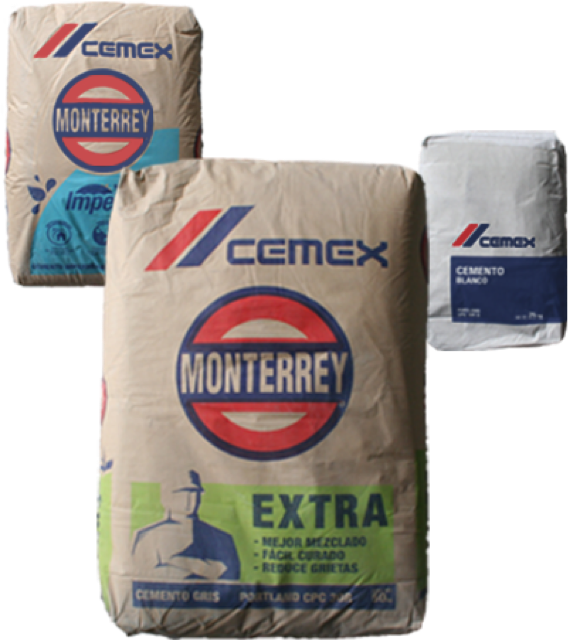 CEMEX
MONTERREY
CEMEX
CEMENTO
BLANCO
CEMEX
MONTERREY
EXTRA
- MEJOR MEZCLADO
- FÁCIL CURADO
- REDUCE GRIETAS
CEMENTO GRIS PORTLAND CPC